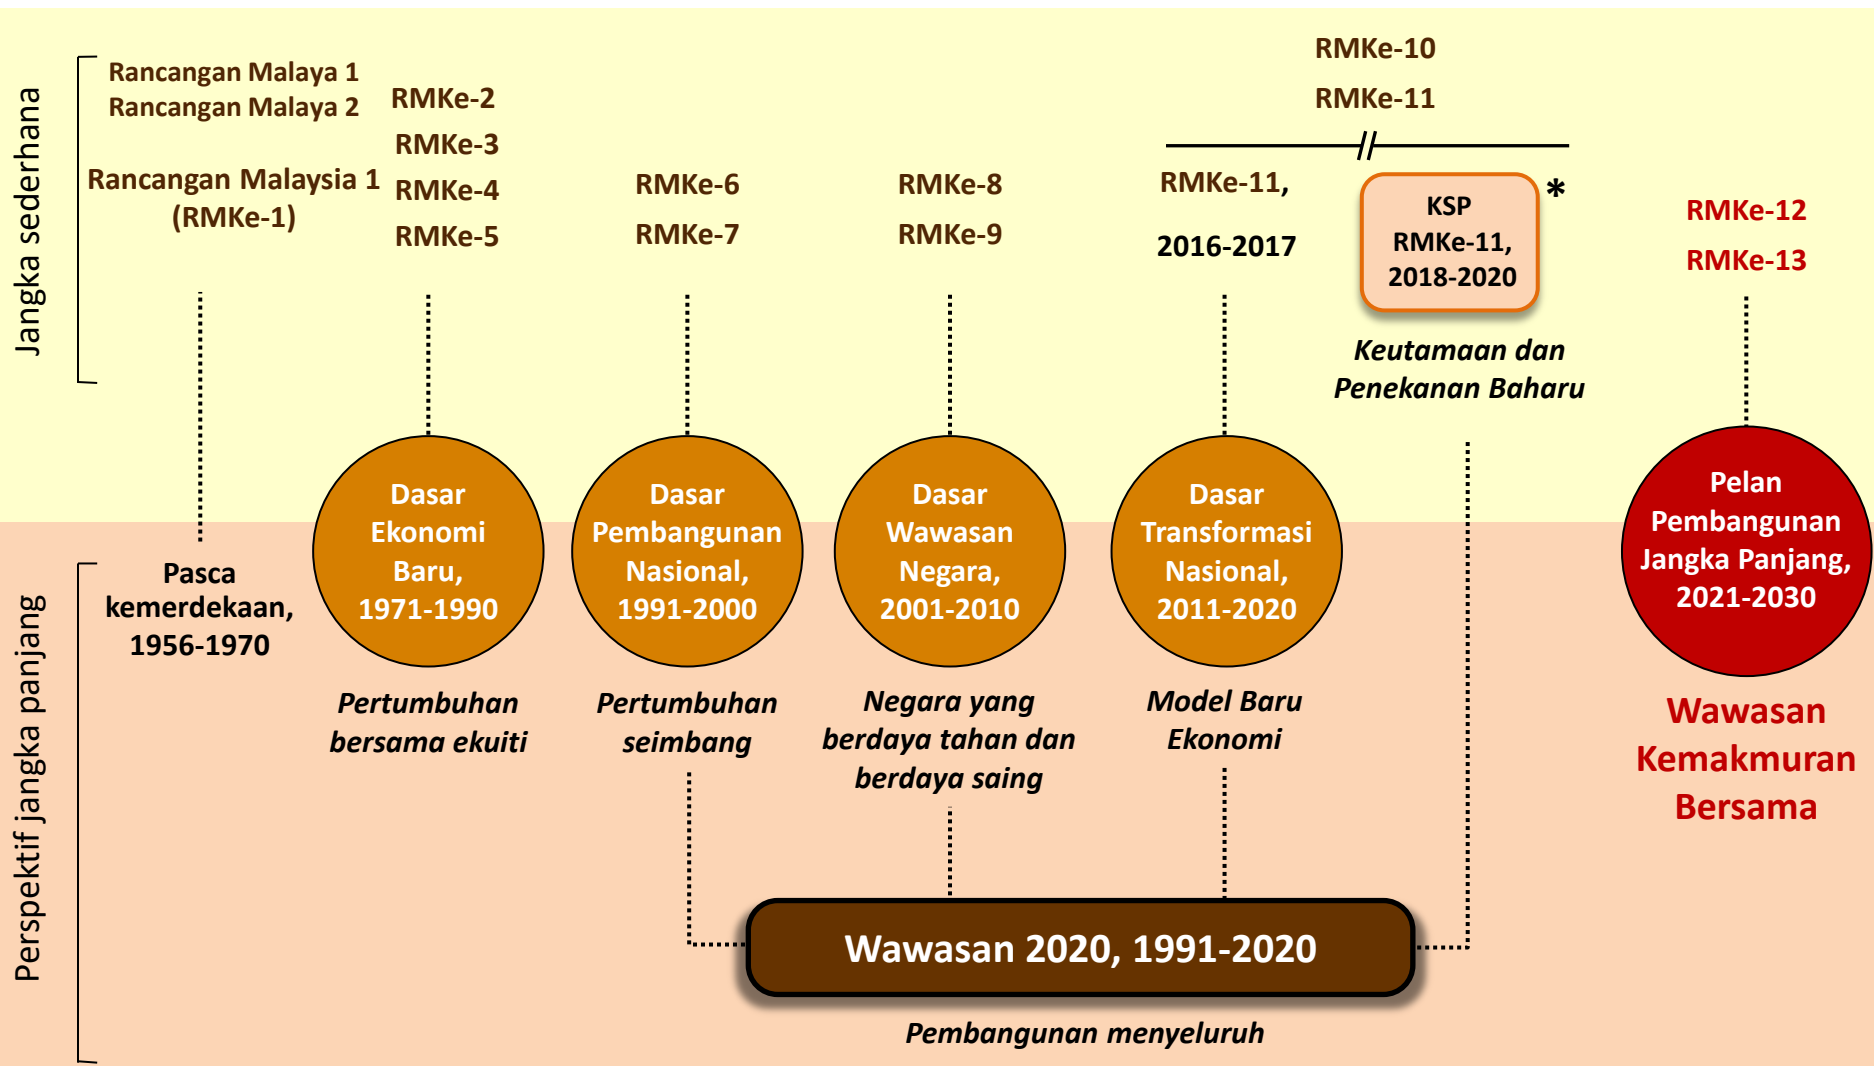 Jangka sederhana
Rancangan Malaya 1
Rancangan Malaya 2
Rancangan Malaysia 1
(RMKe-1)
RMKe-2
RMKe-3
RMKe-4
RMKe-5
RMKe-6
RMKe-7
RMKe-8
RMKe-9
RMKe-10
RMKe-11
RMKe-11,
2016-2017
KSP
RMKe-11,
2018-2020
*
Keutamaan dan
Penekanan Baharu
RMKe-12
RMKe-13
Perspektif jangka panjang
Pasca
kemerdekaan,
1956-1970
Dasar
Ekonomi
Baru,
1971-1990
Pertumbuhan
bersama ekuiti
Dasar
Pembangunan
Nasional,
1991-2000
Pertumbuhan
seimbang
Dasar
Wawasan
Negara,
2001-2010
Negara yang
berdaya tahan dan
berdaya saing
Dasar
Transformasi
Nasional,
2011-2020
Model Baru
Ekonomi
Pelan
Pembangunan
Jangka Panjang,
2021-2030
Wawasan
Kemakmuran
Bersama
Wawasan 2020, 1991-2020
Pembangunan menyeluruh